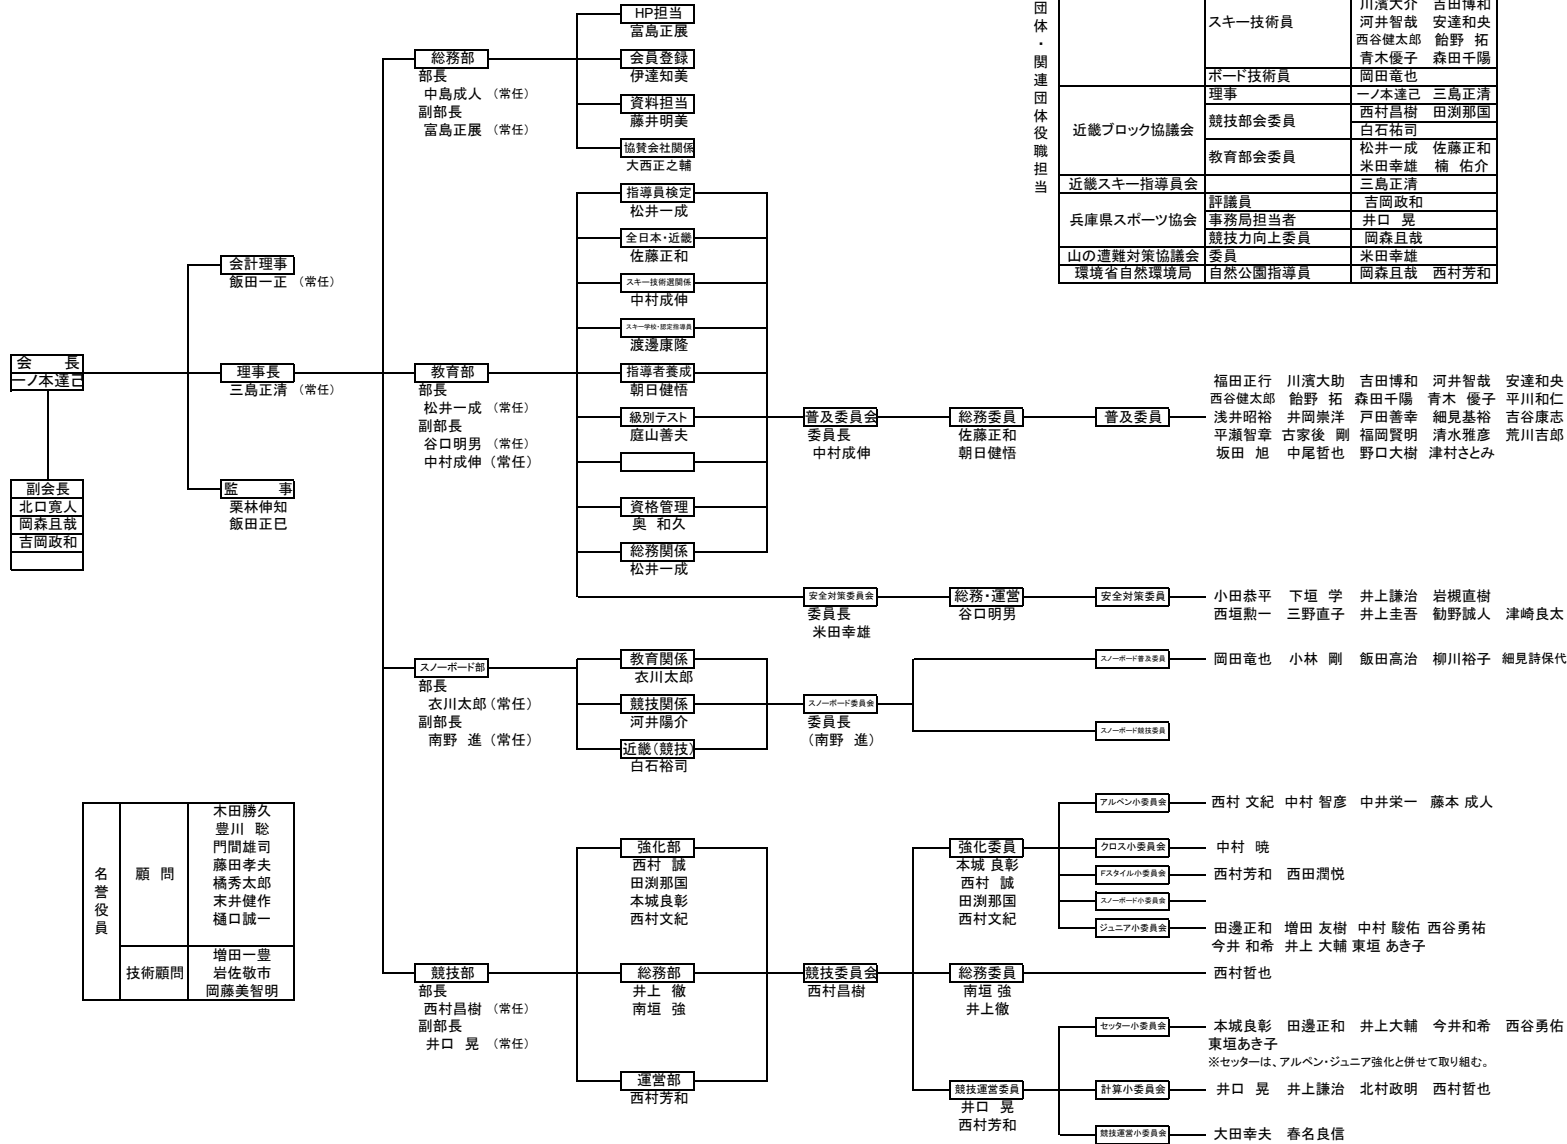 会　長
一ノ本達己
副会長
北口寛人
岡森且哉
吉岡政和
会計理事
飯田一正（常任）
理事長
三島正清（常任）
監　事
栗林伸知
飯田正巳
総務部
部長
中島成人（常任）
副部長
富島正展（常任）
HP担当
富島正展
会員登録
伊達知美
資料担当
藤井明美
協賛会社関係
大西正之輔
教育部
部長
松井一成（常任）
副部長
谷口明男（常任）
中村成伸（常任）
指導員検定
松井一成
全日本・近畿
佐藤正和
スキー技術選関係
中村成伸
スキー学校・認定指導員
渡邊康隆
指導者養成
朝日健悟
級別テスト
庭山善夫
資格管理
奥　和久
総務関係
松井一成
普及委員会
委員長
中村成伸
総務委員
佐藤正和
朝日健悟
普及委員
福田正行　川濱大助　吉田博和　河井智哉　安達和央
西谷健太郎　飴野　拓　森田千陽　青木　優子　平川和仁
浅井昭裕　井岡崇洋　戸田善幸　細見基裕　吉谷康志
平瀬智章　古家後　剛　福岡賢明　清水雅彦　荒川吉郎
坂田　旭　中尾哲也　野口大樹　津村さとみ
安全対策委員会
委員長
米田幸雄
総務・運営
谷口明男
安全対策委員
小田恭平　下垣　学　井上謙治　岩槻直樹
西垣勲一　三野直子　井上圭吾　勧野誠人　津崎良太
スノーボード部
部長
衣川太郎（常任）
副部長
南野　進（常任）
教育関係
衣川太郎
競技関係
河井陽介
近畿（競技）
白石裕司
スノーボード委員会
委員長
（南野　進）
スノーボード普及委員
岡田竜也　小林　剛　飯田高治　柳川裕子　細見詩保代
スノーボード競技委員
競技部
部長
西村昌樹（常任）
副部長
井口　晃（常任）
強化部
西村　誠
田渕那国
本城良彰
西村文紀
総務部
井上　徹
南垣　強
運営部
西村芳和
競技委員会
西村昌樹
強化委員
本城 良彰
西村　誠
田渕那国
西村文紀
アルペン小委員会
西村 文紀　中村 智彦　中井栄一　藤本 成人
クロス小委員会
中村　暁
Fスタイル小委員会
西村芳和　西田潤悦
スノーボード小委員会
ジュニア小委員会
田邊正和　増田 友樹　中村 駿佑　西谷勇祐
今井 和希　井上 大輔　東垣 あき子
総務委員
南垣 強
井上徹
西村哲也
競技運営委員
井口　晃
西村芳和
セッター小委員会
本城良彰　田邊正和　井上大輔　今井和希　西谷勇佑
東垣あき子
※セッターは、アルペン・ジュニア強化と併せて取り組む。
計算小委員会
井口　晃　井上謙治　北村政明　西村哲也
競技運営小委員会
大田幸夫　春名良信
名誉役員
顧　問
木田勝久
豊川　聡
門間雄司
藤田孝夫
橘秀太郎
末井健作
樋口誠一
技術顧問
増田一豊
岩佐敬市
岡藤美智明
団体・関連団体役職担当
スキー技術員
川濱大介　吉田博和
河井智哉　安達和央
西谷健太郎　飴野　拓
青木優子　森田千陽
ボード技術員　岡田竜也
近畿ブロック協議会
理事　一ノ本達己　三島正清
競技部会委員　西村昌樹　田渕那国
白石祐司
教育部会委員　松井一成　佐藤正和
米田幸雄　楠　佑介
近畿スキー指導員会　三島正清
兵庫県スポーツ協会
評議員　吉岡政和
事務局担当者　井口　晃
競技力向上委員　岡森且哉
山の遭難対策協議会　委員　米田幸雄
環境省自然環境局　自然公園指導員　岡森且哉　西村芳和